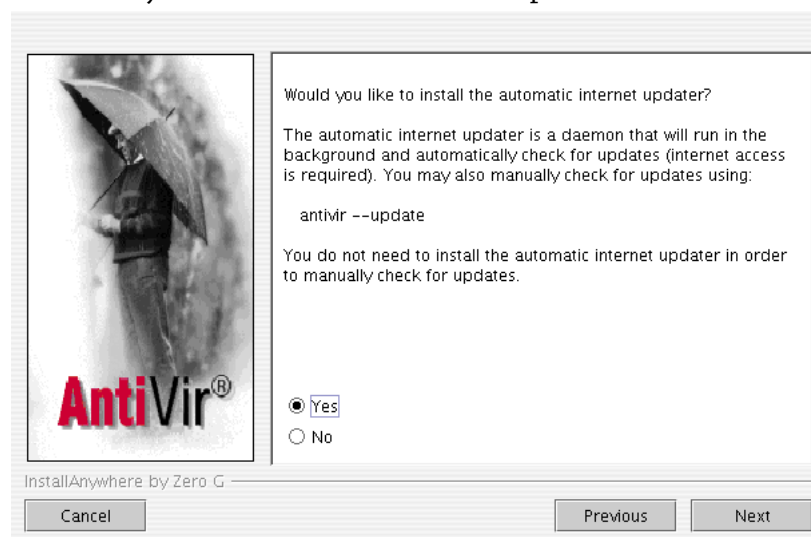 Would you like to install the automatic internet updater?
The automatic internet updater is a daemon that will run in the
background and automatically check for updates (internet access
is required). You may also manually check for updates using:
antivir --update
You do not need to install the automatic internet updater in order
to manually check for updates.
AntiVir®
Yes
No
InstallAnywhere by Zero G
Cancel
Previous
Next